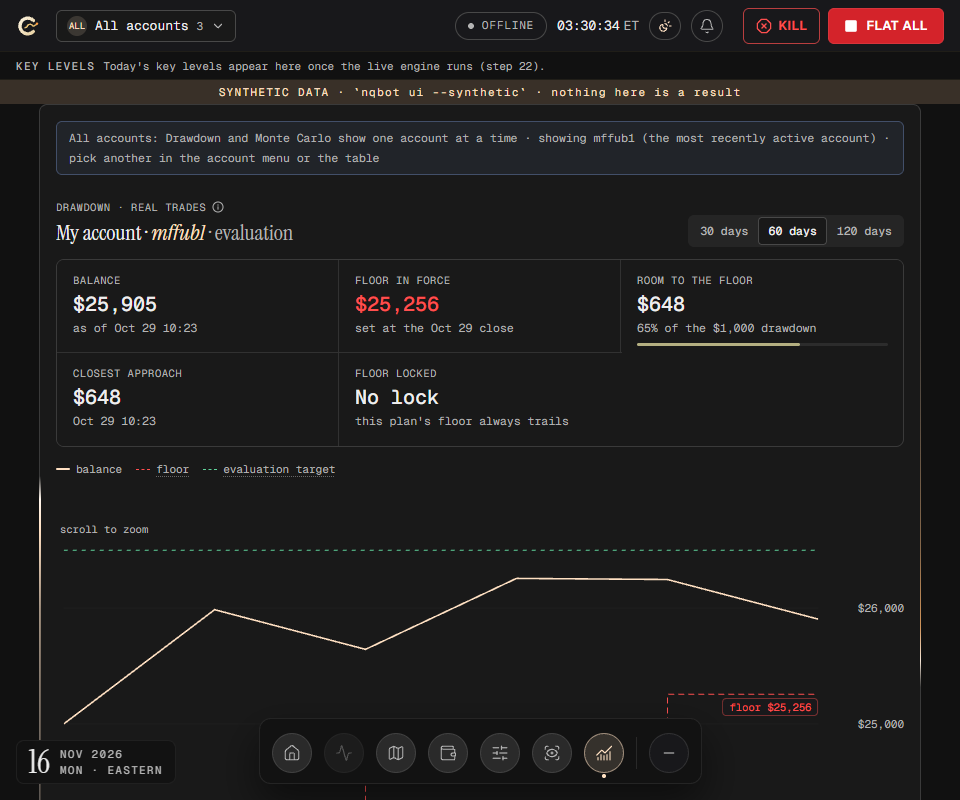 ALL All accounts 3
OFFLINE
03:30:34 ET
KILL
FLAT ALL
KEY LEVELS Today's key levels appear here once the live engine runs (step 22).
SYNTHETIC DATA · `nqbot ui --synthetic` · nothing here is a result
All accounts: Drawdown and Monte Carlo show one account at a time · showing mffub1 (the most recently active account) ·
pick another in the account menu or the table
DRAWDOWN · REAL TRADES
My account · mffub1 · evaluation
30 days 60 days 120 days
BALANCE
$25,905
as of Oct 29 10:23
FLOOR IN FORCE
$25,256
set at the Oct 29 close
ROOM TO THE FLOOR
$648
65% of the $1,000 drawdown
CLOSEST APPROACH
$648
Oct 29 10:23
FLOOR LOCKED
No lock
this plan's floor always trails
balance floor evaluation target
scroll to zoom
$26,000
floor $25,256
$25,000
16
NOV 2026
MON · EASTERN